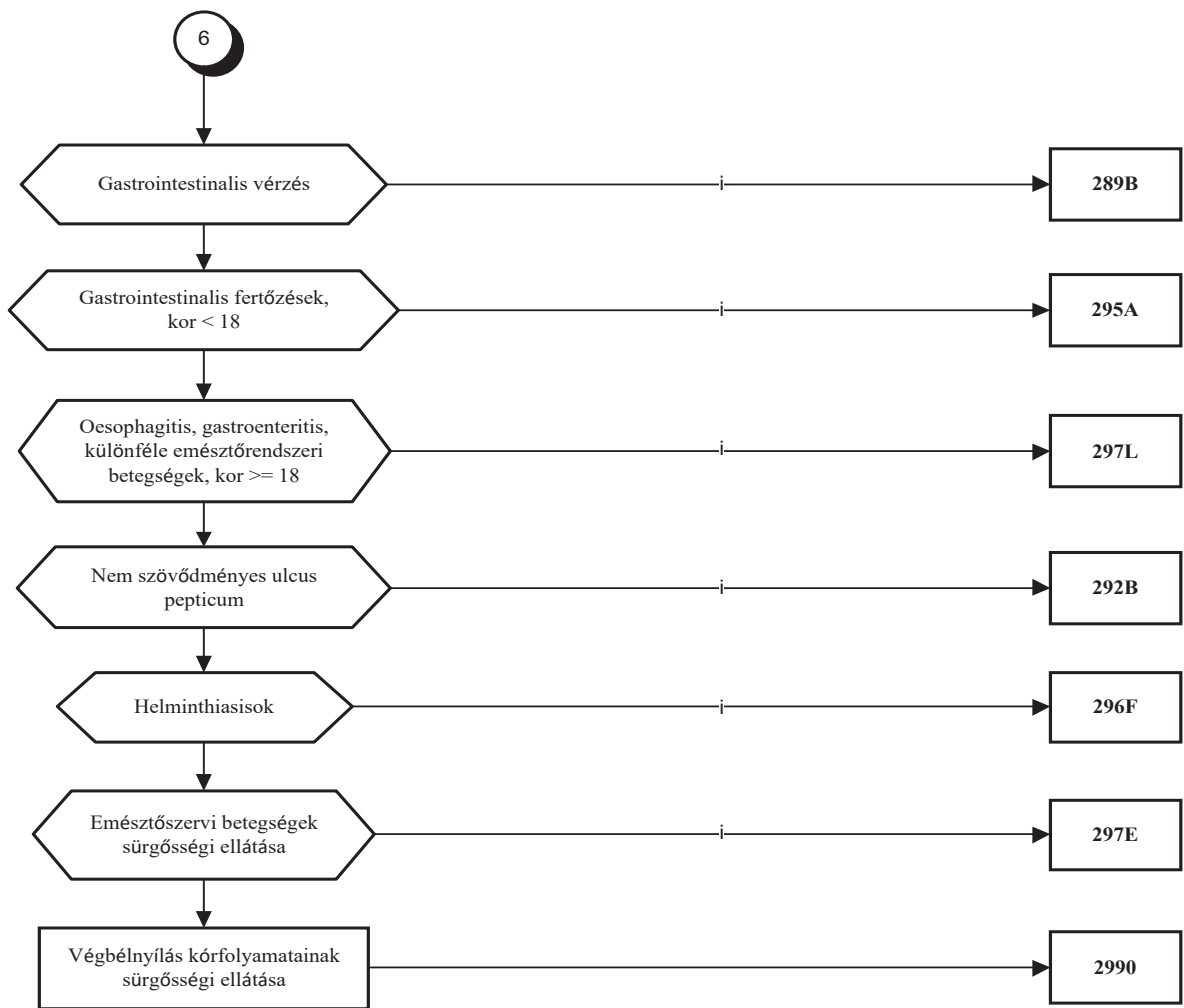 6
Gastrointestinalis vérzés
i
289B
Gastrointestinalis fertőzések,
kor < 18
i
295A
Oesophagitis, gastroenteritis,
különféle emésztőrendszeri
betegségek, kor >= 18
i
297L
Nem szövődményes ulcus
pepticum
i
292B
Helminthiasisok
i
296F
Emésztőszervi betegségek
sürgősségi ellátása
i
297E
Végbélnyílás kórfolyamatainak
sürgősségi ellátása
2990